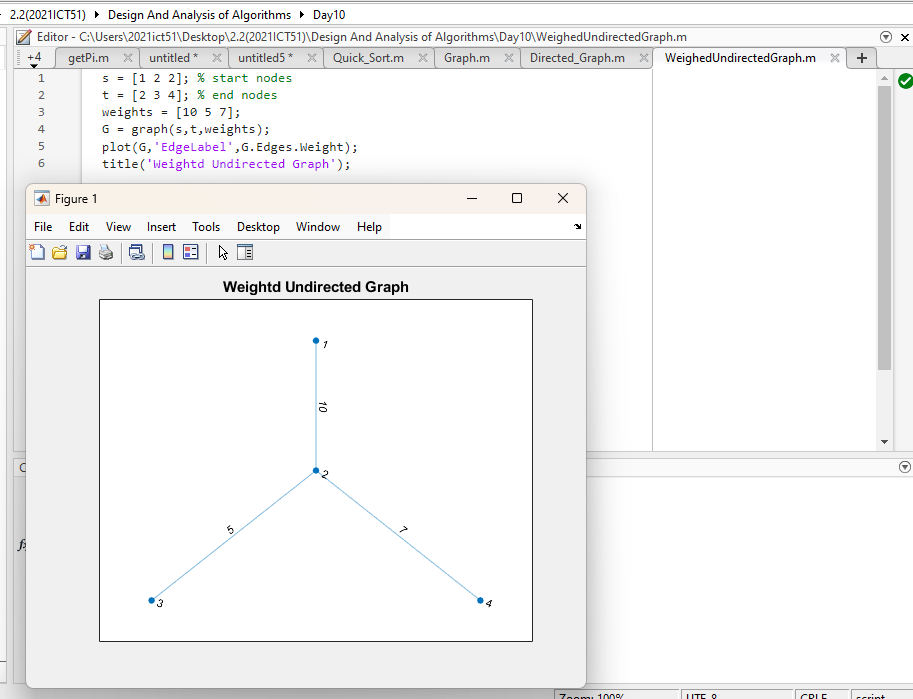 2.2(2021ICT51) Design And Analysis of Algorithms Day10
Editor - C:\Users\2021ict51\Desktop\2.2(2021ICT51)\Design And Analysis of Algorithms\Day10\WeighedUndirectedGraph.m
+4 getPi.m untitled * untitled5 * Quick_Sort.m Graph.m Directed_Graph.m WeighedUndirectedGraph.m +
1 s = [1 2 2]; % start nodes
2 t = [2 3 4]; % end nodes
3 weights = [10 5 7];
4 G = graph(s,t,weights);
5 plot(G,'EdgeLabel',G.Edges.Weight);
6 title('Weightd Undirected Graph');
Figure 1
File Edit View Insert Tools Desktop Window Help
Weightd Undirected Graph
1
10
2
5 7
3 4
fx
Zoom: 100% UTF-8 CRLF script